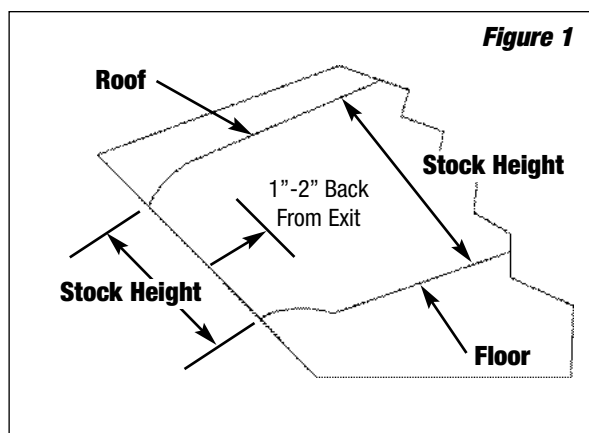 Figure 1
Roof
Stock Height
1”-2” Back
From Exit
Stock Height
Floor